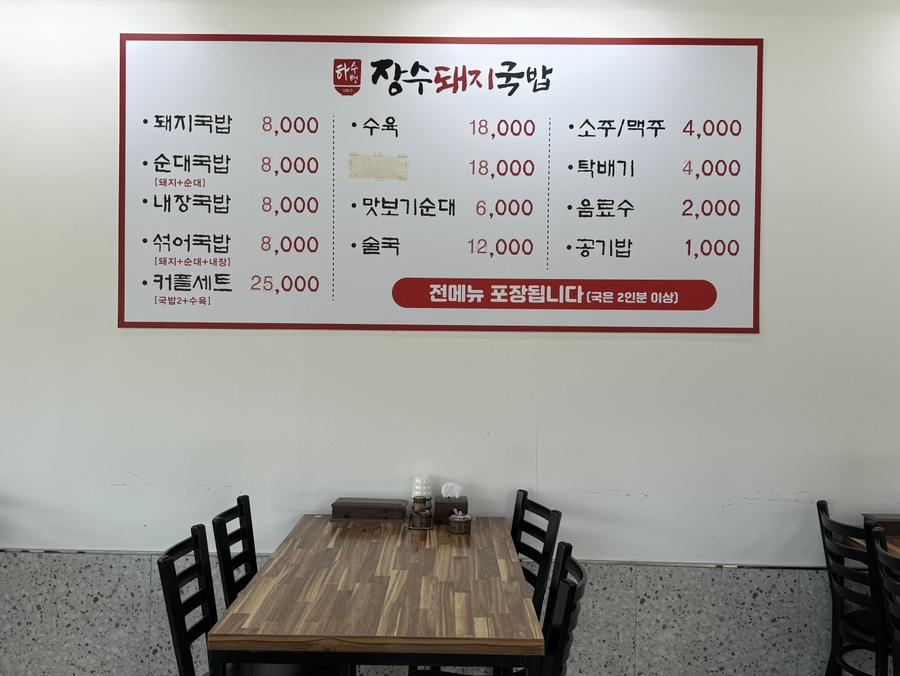 장수돼지국밥
돼지국밥 8,000
순대국밥 8,000
[돼지+순대]
내장국밥 8,000
섞어국밥 8,000
[돼지+순대+내장]
커플세트 25,000
[국밥2+수육]
수육 18,000
18,000
맛보기순대 6,000
술국 12,000
소주/맥주 4,000
탁배기 4,000
음료수 2,000
공기밥 1,000
전메뉴 포장됩니다 (국은 2인분 이상)